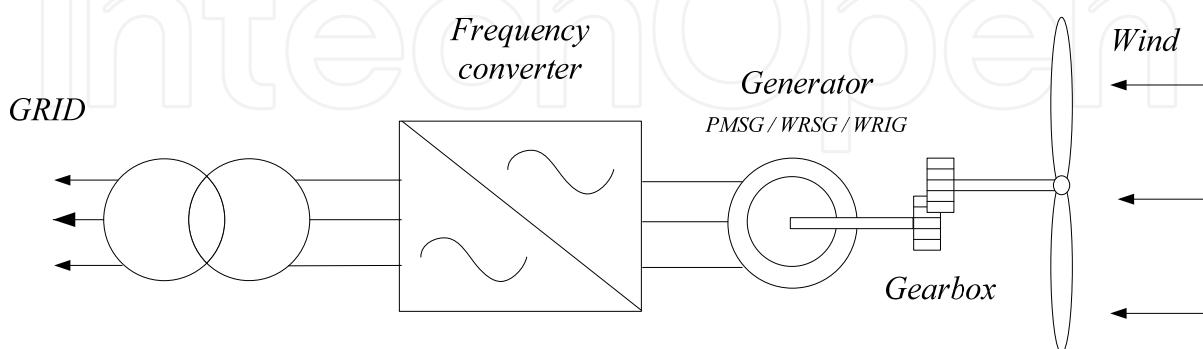 IntechOpen
Frequency
converter
Wind
GRID
Generator
PMSG / WRSG / WRIG
Gearbox